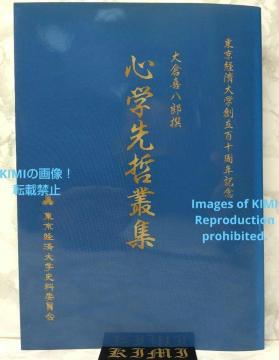 東京経済大学創立百十周年記念
大倉喜八郎撰
心学先哲叢集
東京経済大学史料委員会
KIMIの画像！
転載禁止
Images of KIMI
Reproduction
prohibited
KIMI